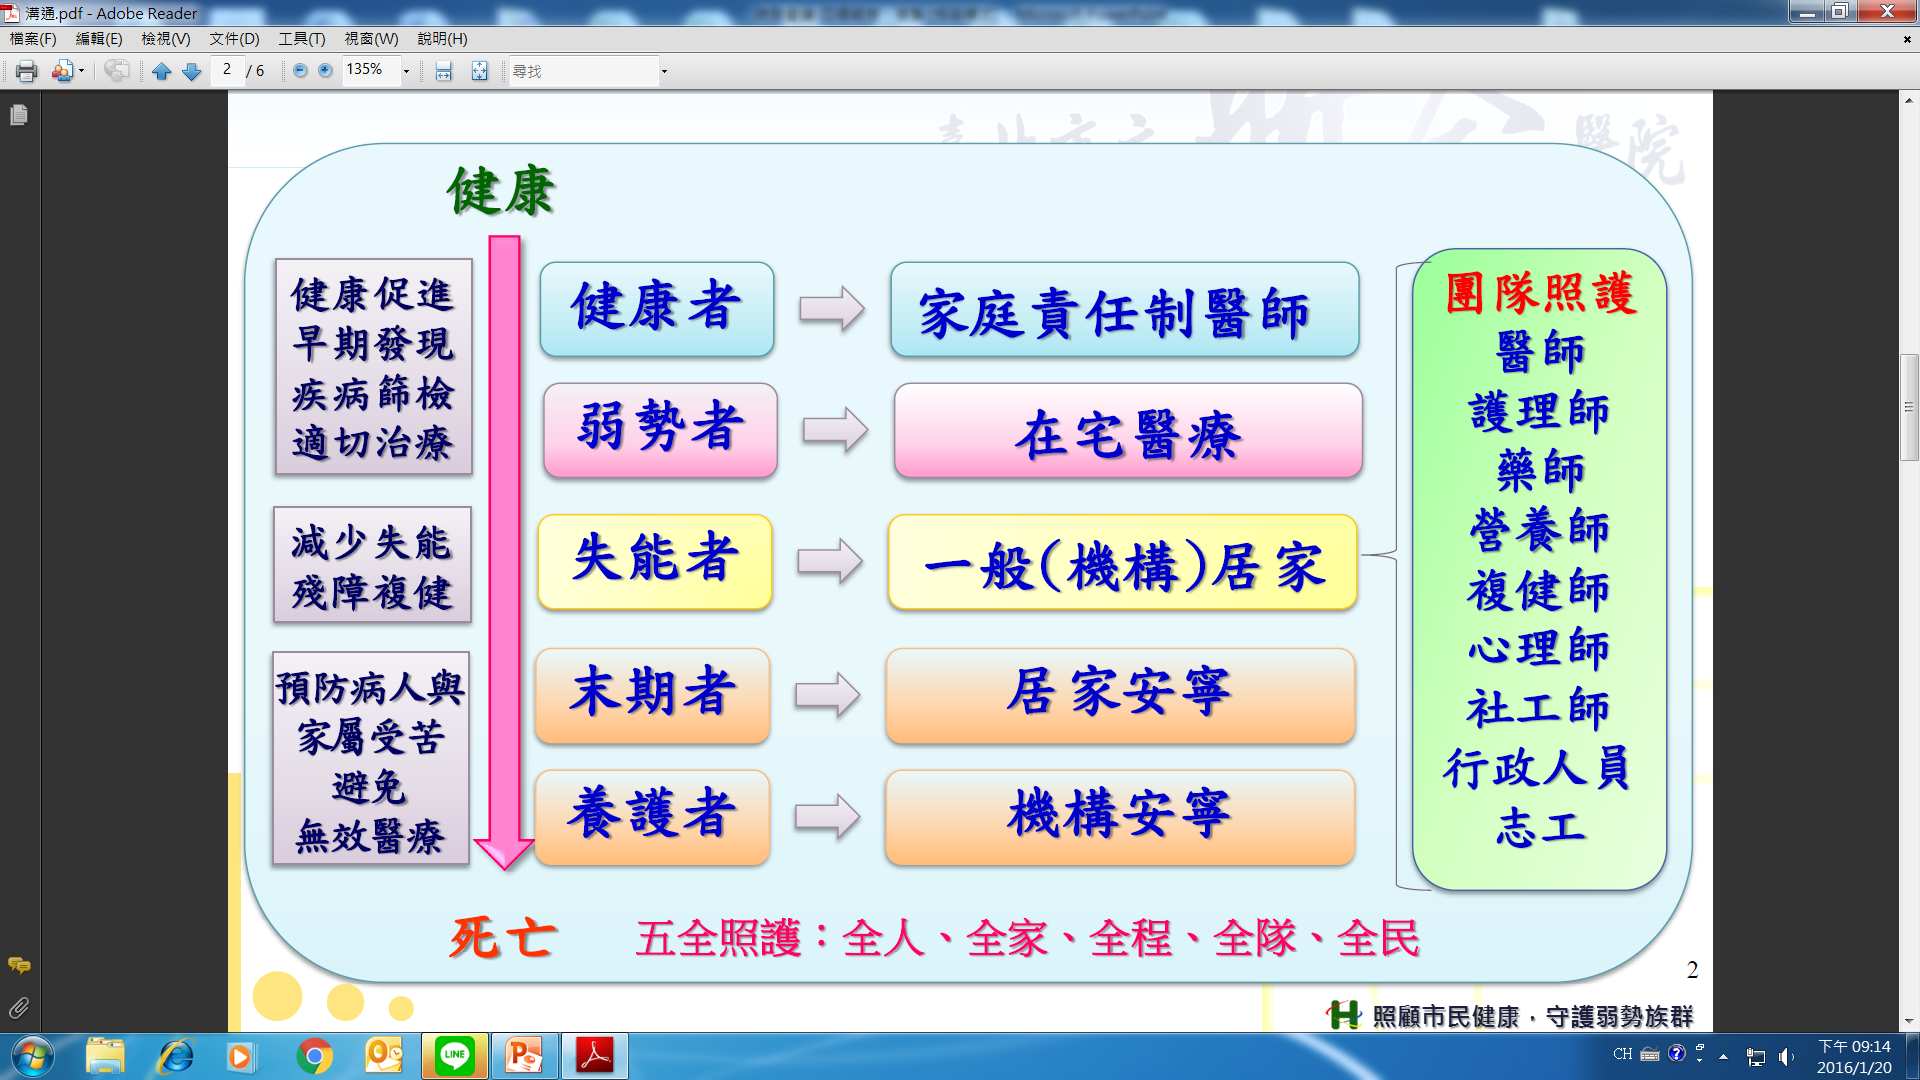 溝通.pdf - Adobe Reader
檔案(F) 編輯(E) 檢視(V) 文件(D) 工具(T) 視窗(W) 說明(H)
2 / 6 135% 尋找
醫院
健康
健康促進
早期發現
疾病篩檢
適切治療
減少失能
殘障複健
預防病人與
家屬受苦
避免
無效醫療
健康者
家庭責任制醫師
弱勢者
在宅醫療
失能者
一般(機構)居家
末期者
居家安寧
養護者
機構安寧
團隊照護
醫師
護理師
藥師
營養師
複健師
心理師
社工師
行政人員
志工
死亡
五全照護：全人、全家、全程、全隊、全民
2
照顧市民健康，守護弱勢族群
LINE
CH
下午 09:14
2016/1/20